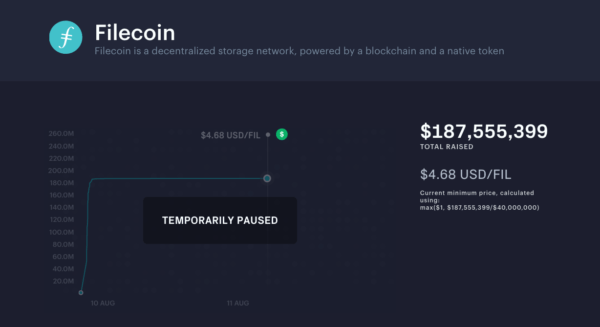 Filecoin
Filecoin is a decentralized storage network, powered by a blockchain and a native token
260.0M
$4.68 USD/FIL
$
240.0M
220.0M
200.0M
180.0M
160.0M
140.0M
120.0M
100.0M
80.0M
60.0M
40.0M
20.0M
TEMPORARILY PAUSED
10 AUG
11 AUG
$187,555,399
TOTAL RAISED
$4.68 USD/FIL
Current minimum price, calculated
using:
max($1, $187,555,399/$40,000,000)